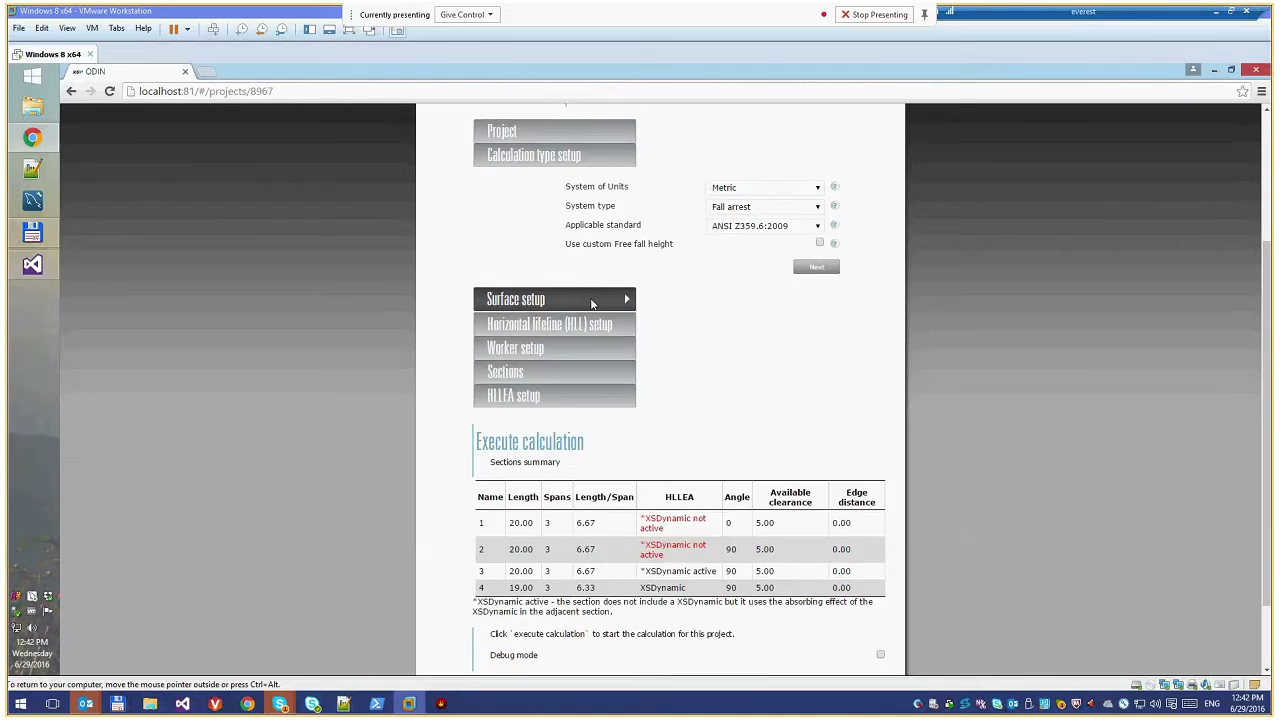 Windows 8 x64 - VMware Workstation
Currently presenting
Give Control
Stop Presenting
everest
File Edit View VM Tabs Help
Windows 8 x64
XSP ODIN
localhost:81/#/projects/8967
Project
Calculation type setup
System of Units Metric
System type Fall arrest
Applicable standard ANSI Z359.6:2009
Use custom Free fall height
Next
Surface setup
Horizontal lifeline (HLL) setup
Worker setup
Sections
HLLEA setup
Execute calculation
Sections summary
Name Length Spans Length/Span HLLEA Angle Available clearance Edge distance
1 20.00 3 6.67 *XSDynamic not active 0 5.00 0.00
2 20.00 3 6.67 *XSDynamic not active 90 5.00 0.00
3 20.00 3 6.67 *XSDynamic active 90 5.00 0.00
4 19.00 3 6.33 XSDynamic 90 5.00 0.00
*XSDynamic active - the section does not include a XSDynamic but it uses the absorbing effect of the
XSDynamic in the adjacent section.
Click `execute calculation` to start the calculation for this project.
Debug mode
12:42 PM
Wednesday
6/29/2016
To return to your computer, move the mouse pointer outside or press Ctrl+Alt.
ENG
12:42 PM
6/29/2016